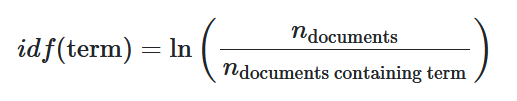 idf(term) = ln ( n_documents / n_documents containing term )